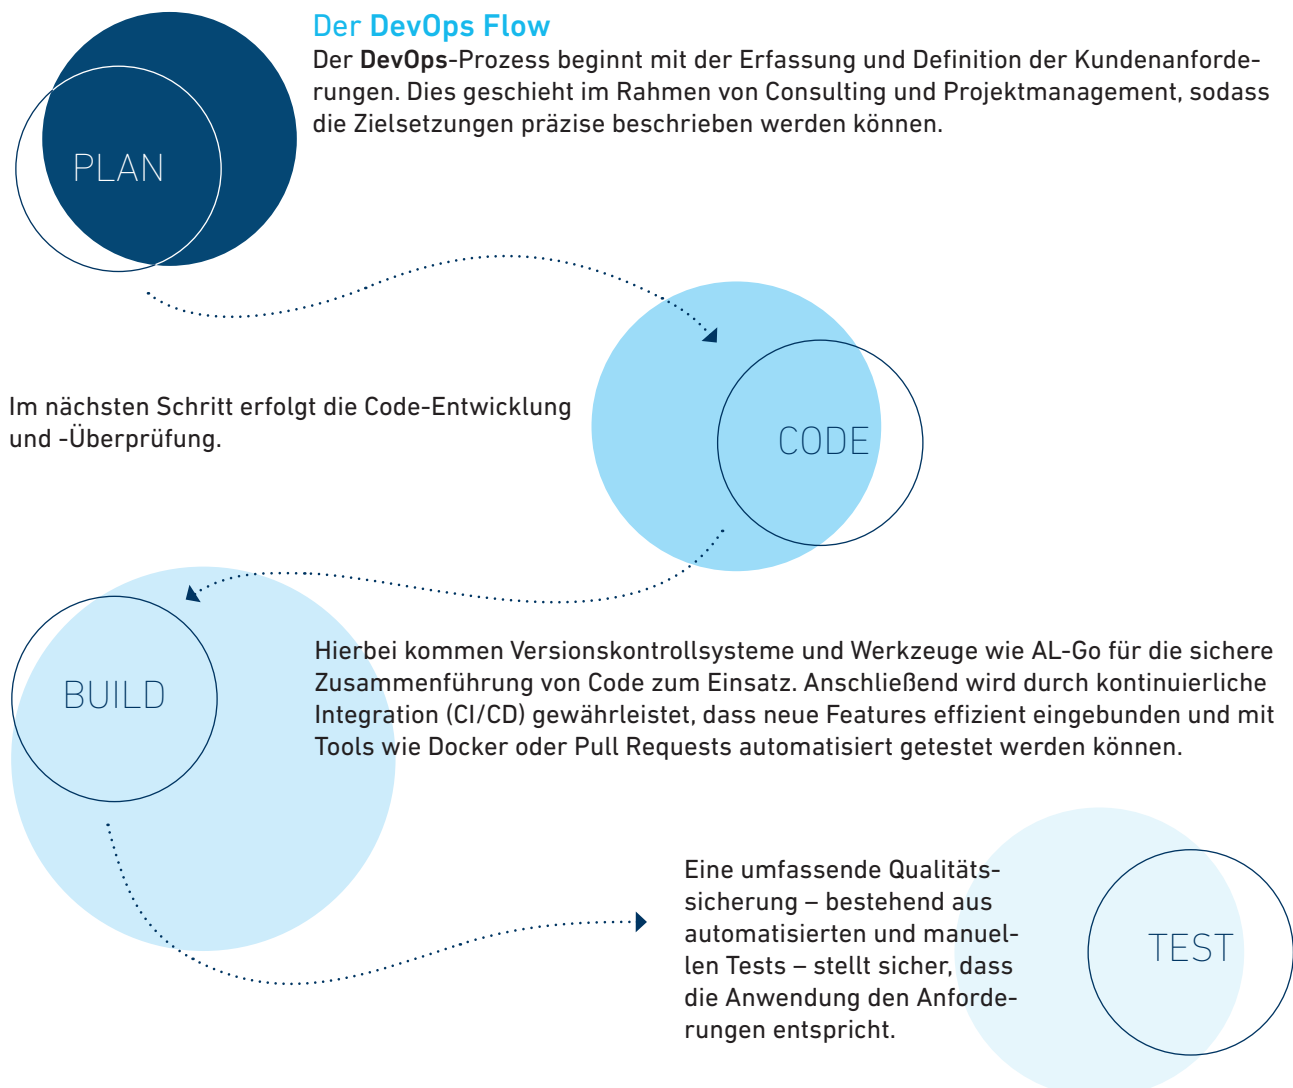 Der DevOps Flow
Der DevOps-Prozess beginnt mit der Erfassung und Definition der Kundenanforde-
rungen. Dies geschieht im Rahmen von Consulting und Projektmanagement, sodass
die Zielsetzungen präzise beschrieben werden können.
PLAN
Im nächsten Schritt erfolgt die Code-Entwicklung
und -Überprüfung.
CODE
Hierbei kommen Versionskontrollsysteme und Werkzeuge wie AL-Go für die sichere
Zusammenführung von Code zum Einsatz. Anschließend wird durch kontinuierliche
Integration (CI/CD) gewährleistet, dass neue Features effizient eingebunden und mit
Tools wie Docker oder Pull Requests automatisiert getestet werden können.
BUILD
Eine umfassende Qualitäts-
sicherung – bestehend aus
automatisierten und manuel-
len Tests – stellt sicher, dass
die Anwendung den Anforde-
rungen entspricht.
TEST